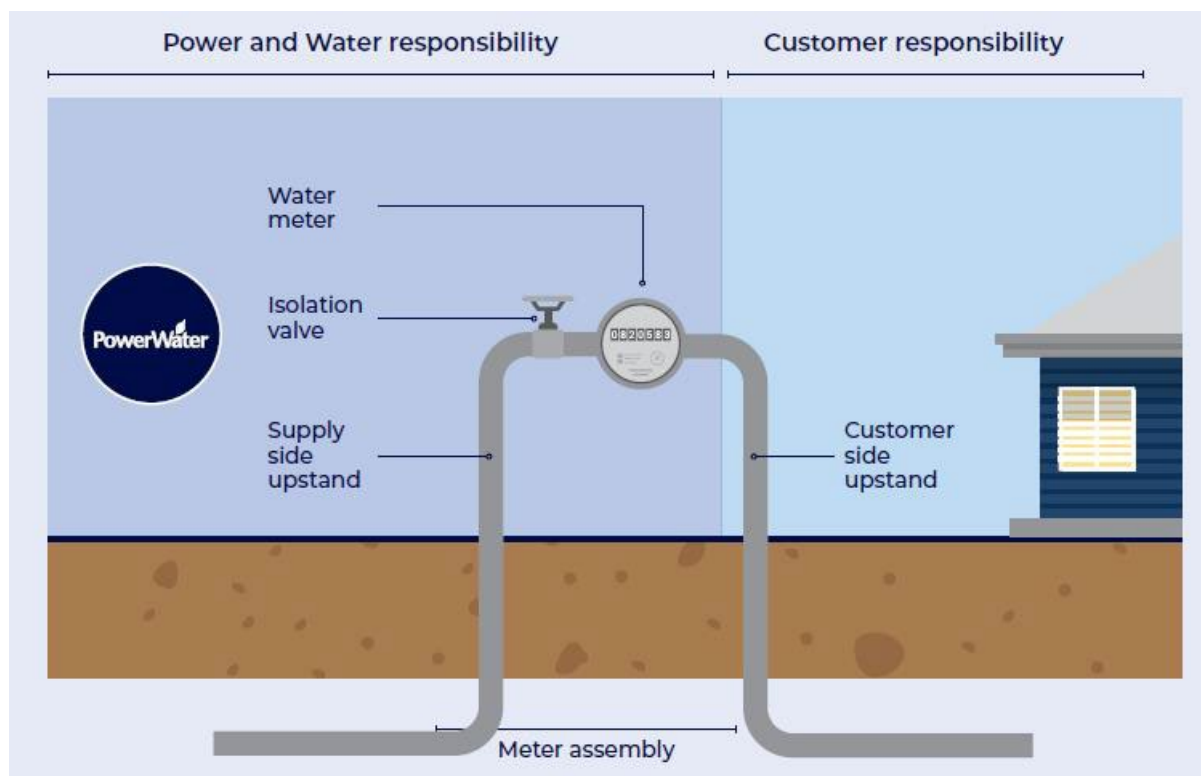 Power and Water responsibility
Customer responsibility
Water
meter
Isolation
valve
PowerWater
0820583
Supply
side
upstand
Customer
side
upstand
Meter assembly